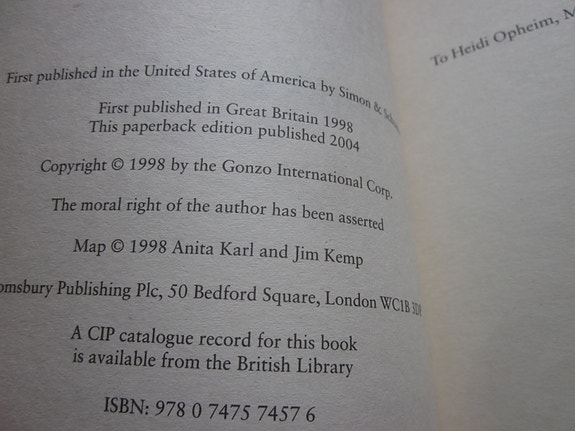 First published in the United States of America by Simon &
First published in Great Britain 1998
This paperback edition published 2004
Copyright © 1998 by the Gonzo International Corp.
The moral right of the author has been asserted
Map © 1998 Anita Karl and Jim Kemp
omsbury Publishing Plc, 50 Bedford Square, London WC1B
A CIP catalogue record for this book
is available from the British Library
ISBN: 978 0 7475 7457 6
To Heidi Opheim, M